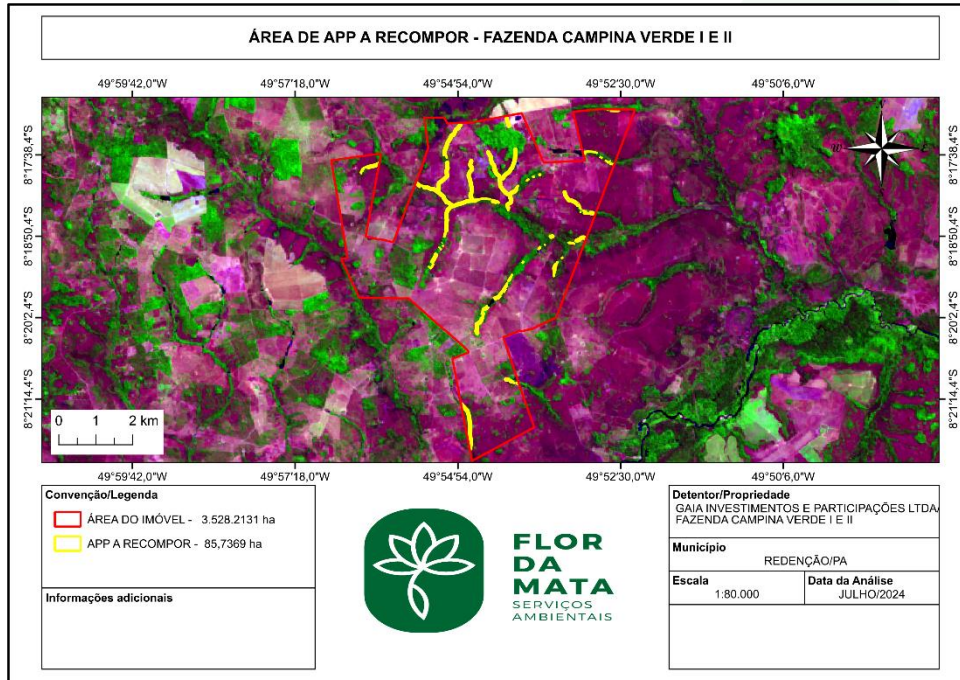 ÁREA DE APP A RECOMPOR - FAZENDA CAMPINA VERDE I E II
49°59'42,0"W 49°57'18,0"W 49°54'54,0"W 49°52'30,0"W 49°50'6,0"W
8°17'38,4"S 8°17'38,4"S
8°18'50,4"S 8°18'50,4"S
8°20'2,4"S 8°20'2,4"S
8°21'14,4"S 8°21'14,4"S
0 1 2 km
49°59'42,0"W 49°57'18,0"W 49°54'54,0"W 49°52'30,0"W 49°50'6,0"W
Convenção/Legenda
ÁREA DO IMÓVEL - 3.528.2131 ha
APP A RECOMPOR - 85,7369 ha
Informações adicionais
FLOR
DA
MATA
SERVIÇOS
AMBIENTAIS
Detentor/Propriedade
GAIA INVESTIMENTOS E PARTICIPAÇÕES LTDA/
FAZENDA CAMPINA VERDE I E II
Município
REDENÇÃO/PA
Escala
1:80.000
Data da Análise
JULHO/2024